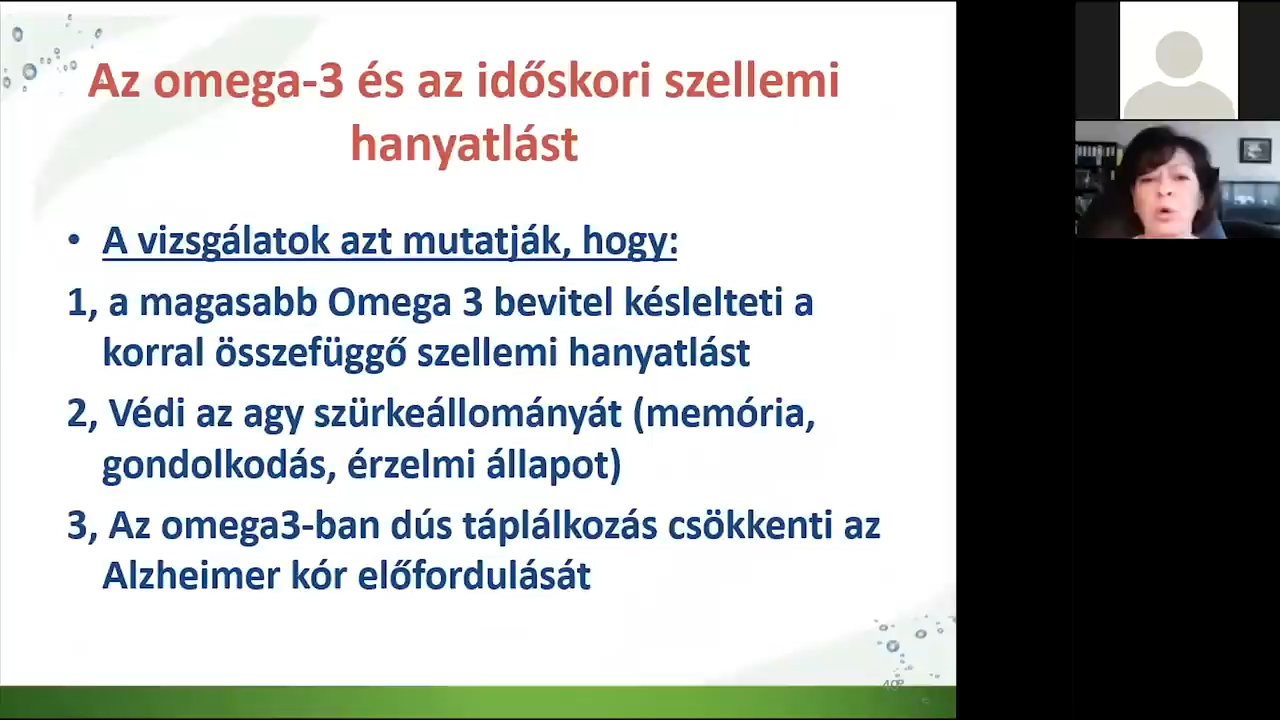 Az omega-3 és az időskori szellemi
hanyatlást
• A vizsgálatok azt mutatják, hogy:
1, a magasabb Omega 3 bevitel késlelteti a
korral összefüggő szellemi hanyatlást
2, Védi az agy szürkeállományát (memória,
gondolkodás, érzelmi állapot)
3, Az omega3-ban dús táplálkozás csökkenti az
Alzheimer kór előfordulását